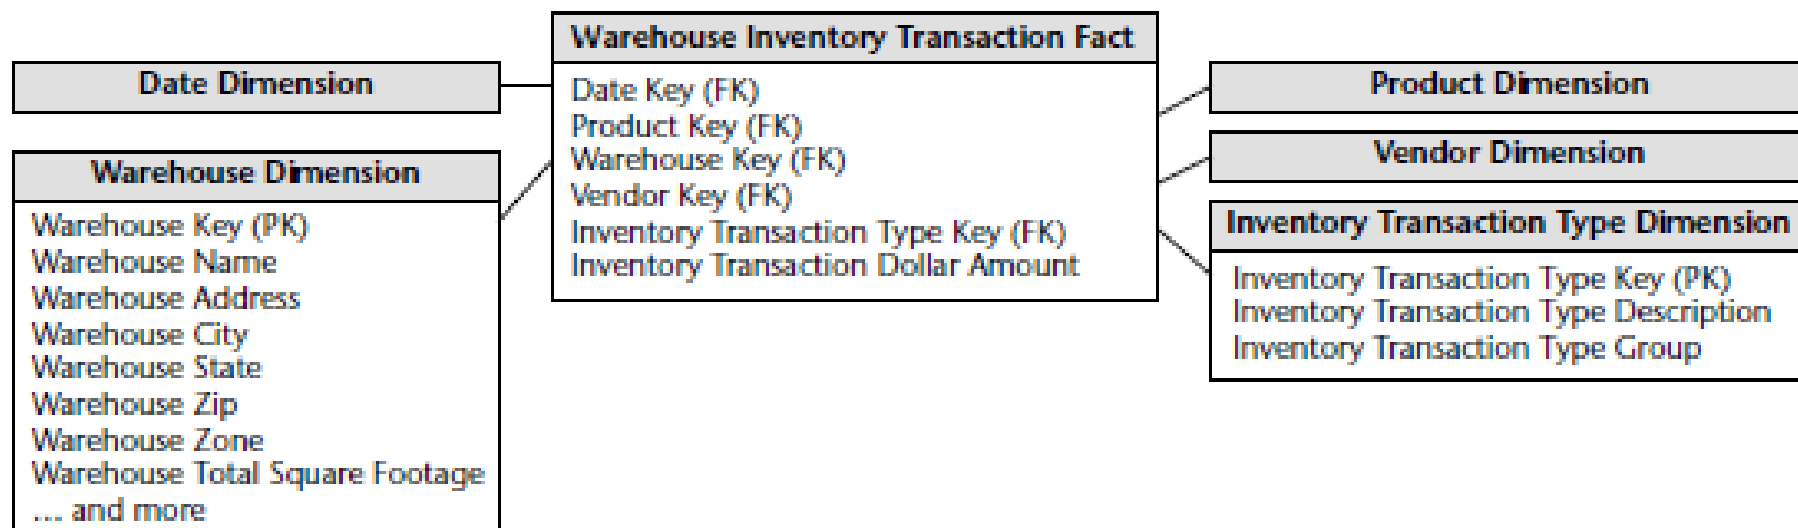 Date Dimension
Warehouse Dimension
Warehouse Key (PK)
Warehouse Name
Warehouse Address
Warehouse City
Warehouse State
Warehouse Zip
Warehouse Zone
Warehouse Total Square Footage
.... and more
Warehouse Inventory Transaction Fact
Date Key (FK)
Product Key (FK)
Warehouse Key (FK)
Vendor Key (FK)
Inventory Transaction Type Key (FK)
Inventory Transaction Dollar Amount
Product Dimension
Vendor Dimension
Inventory Transaction Type Dimension
Inventory Transaction Type Key (PK)
Inventory Transaction Type Description
Inventory Transaction Type Group